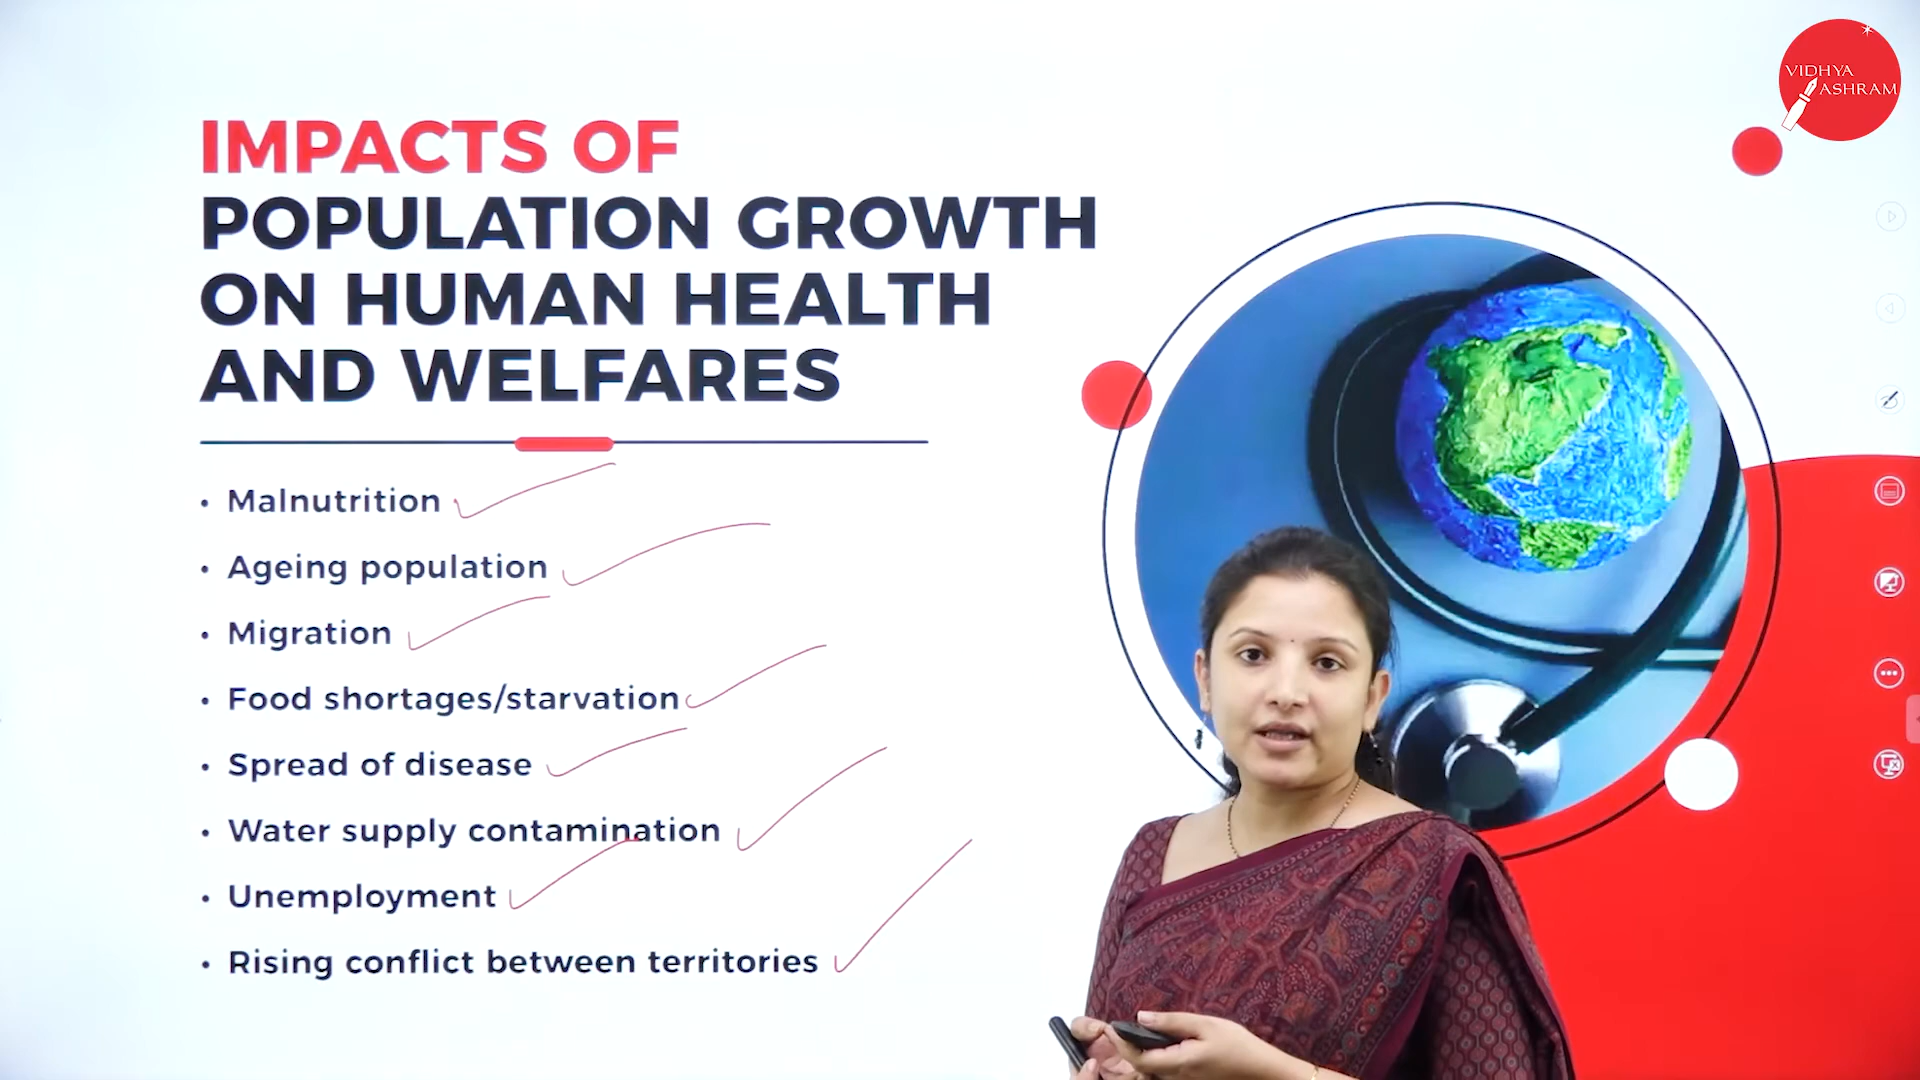 VIDHYA
ASHRAM
IMPACTS OF
POPULATION GROWTH
ON HUMAN HEALTH
AND WELFARES
• Malnutrition
• Ageing population
• Migration
• Food shortages/starvation
• Spread of disease
• Water supply contamination
• Unemployment
• Rising conflict between territories